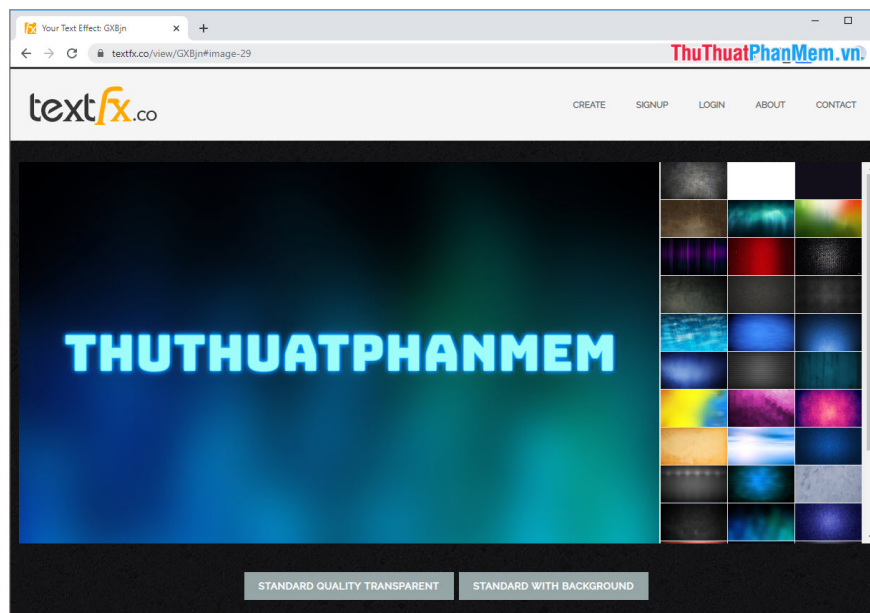 Your Text Effect: GXBjn
textfx.co/view/GXBjn#image-29
ThuThuatPhanMem.vn
textfx.co
CREATE SIGNUP LOGIN ABOUT CONTACT
THUTHUATPHANMEM
STANDARD QUALITY TRANSPARENT STANDARD WITH BACKGROUND